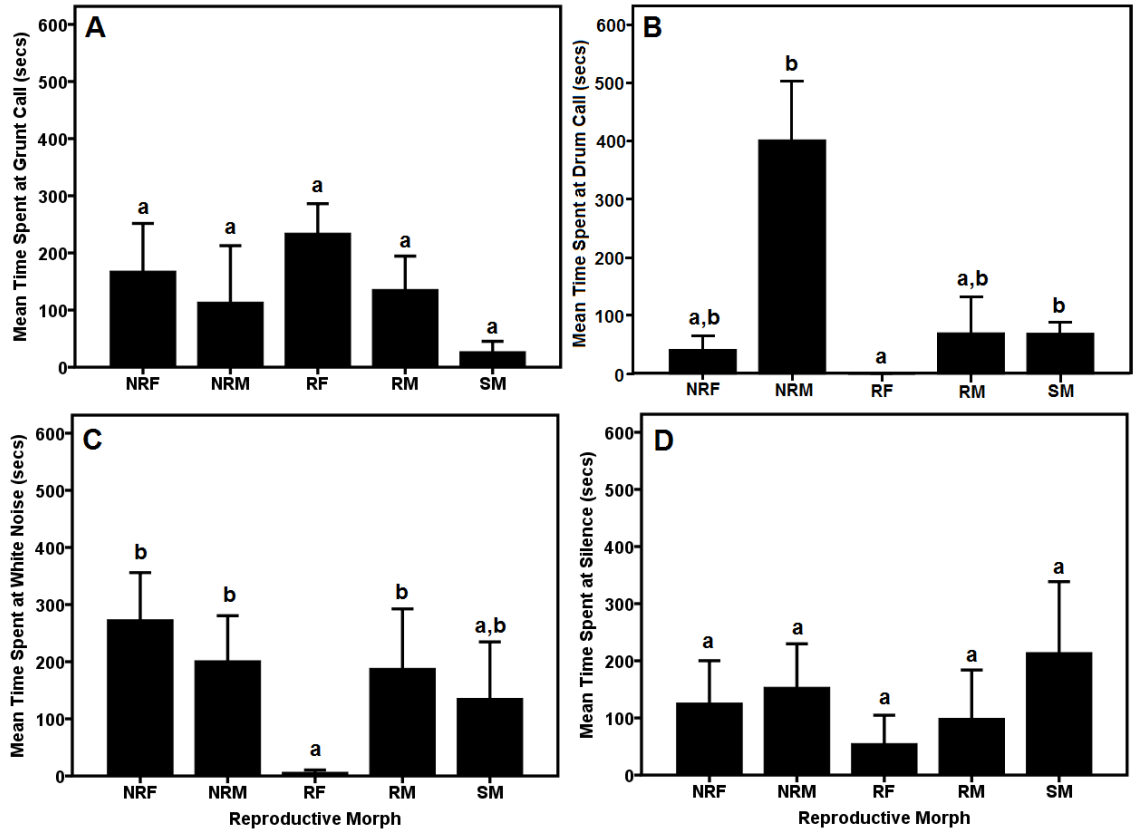 A
Mean Time Spent at Grunt Call (secs)
600
500
400
300
200
100
0
a
a
a
a
a
NRF NRM RF RM SM
B
Mean Time Spent at Drum Call (secs)
600
500
400
300
200
100
0
a,b
b
a
a,b
b
NRF NRM RF RM SM
C
Mean Time Spent at White Noise (secs)
600
500
400
300
200
100
0
b
b
a
b
a,b
NRF NRM RF RM SM
Reproductive Morph
D
Mean Time Spent at Silence (secs)
600
500
400
300
200
100
0
a
a
a
a
a
NRF NRM RF RM SM
Reproductive Morph